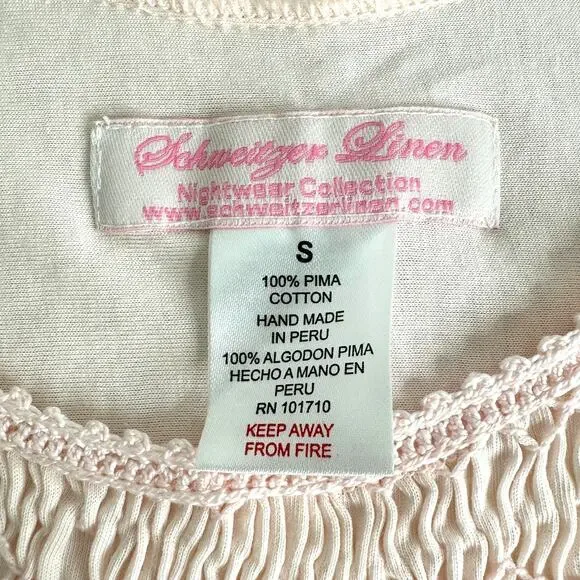 Schweitzer Linen
Nightwear Collection
www.schweitzerlinen.com
S
100% PIMA
COTTON
HAND MADE
IN PERU
100% ALGODON PIMA
HECHO A MANO EN
PERU
RN 101710
KEEP AWAY
FROM FIRE